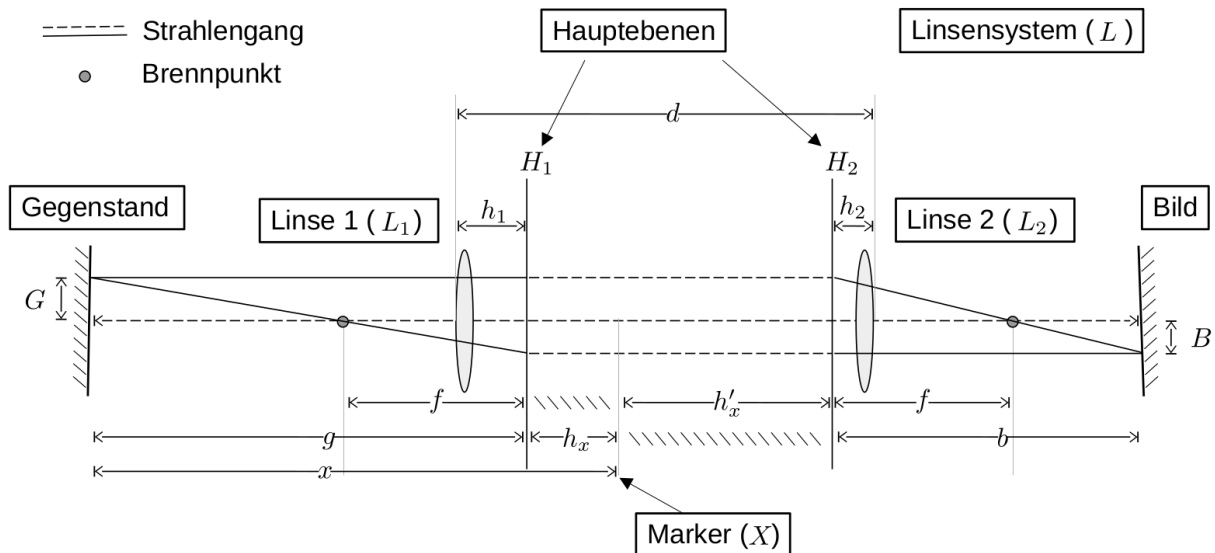 Strahlengang
Brennpunkt
Hauptebenen
Linsensystem ( L )
d
H₁
H₂
Gegenstand
Linse 1 ( L₁)
h₁
h₂
Linse 2 ( L₂)
Bild
G
B
f
h′ₓ
f
g
hₓ
b
x
Marker (X)